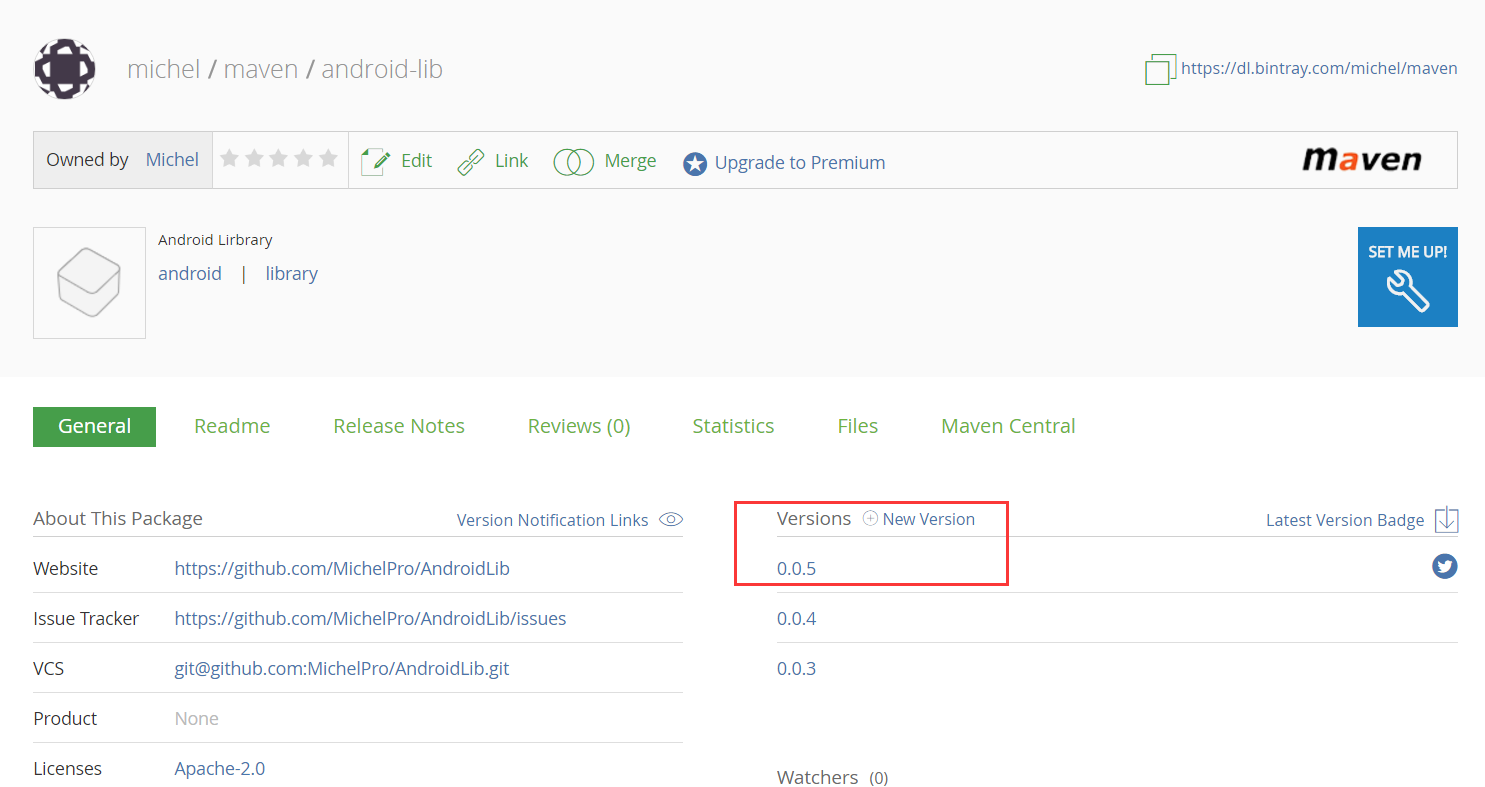 michel / maven / android-lib
https://dl.bintray.com/michel/maven
Owned by Michel Edit Link Merge Upgrade to Premium maven
Android Lirbrary
android | library
SET ME UP!
General Readme Release Notes Reviews (0) Statistics Files Maven Central
About This Package Version Notification Links
Website https://github.com/MichelPro/AndroidLib
Issue Tracker https://github.com/MichelPro/AndroidLib/issues
VCS git@github.com:MichelPro/AndroidLib.git
Product None
Licenses Apache-2.0
Versions New Version Latest Version Badge
0.0.5
0.0.4
0.0.3
Watchers (0)